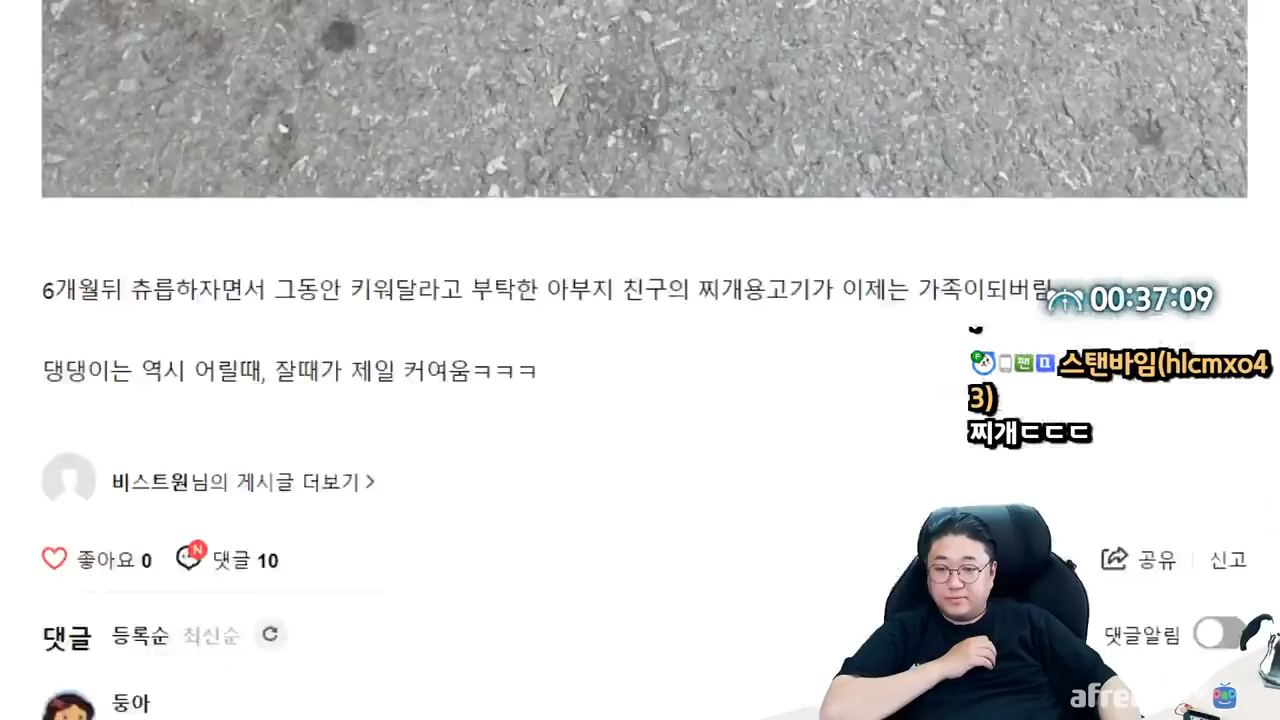 6개월뒤 츄릅하자면서 그동안 키워달라고 부탁한 아부지 친구의 찌개용고기가 이제는 가족이되버림
00:37:09
댕댕이는 역시 어릴때, 잘때가 제일 커여움ㅋㅋㅋ
F 팬 스탠바임(hlcmxo4
3)
찌개ㄷㄷㄷ
비스트원님의 게시글 더보기 >
좋아요 0 N 댓글 10
공유 신고
댓글 등록순 최신순
댓글알림
둥아